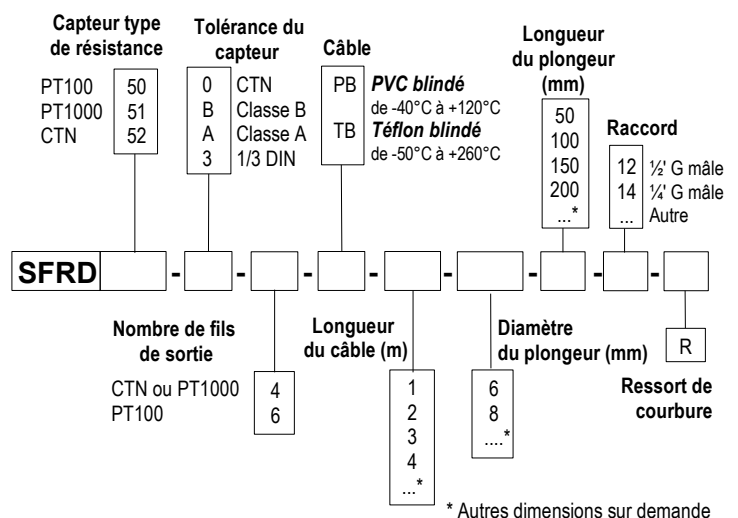 Capteur type
de résistance
PT100 50
PT1000 51
CTN 52
Tolérance du
capteur
0 CTN
B Classe B
A Classe A
3 1/3 DIN
Câble
PB PVC blindé
de -40°C à +120°C
TB Téflon blindé
de -50°C à +260°C
Longueur
du plongeur
(mm)
50
100
150
200
...*
Raccord
12 ½' G mâle
14 ¼' G mâle
... Autre
SFRD - - - - - - - -
Nombre de fils
de sortie
CTN ou PT1000 4
PT100 6
Longueur
du câble (m)
1
2
3
4
...*
Diamètre
du plongeur (mm)
6
8
....*
R
Ressort de
courbure
* Autres dimensions sur demande